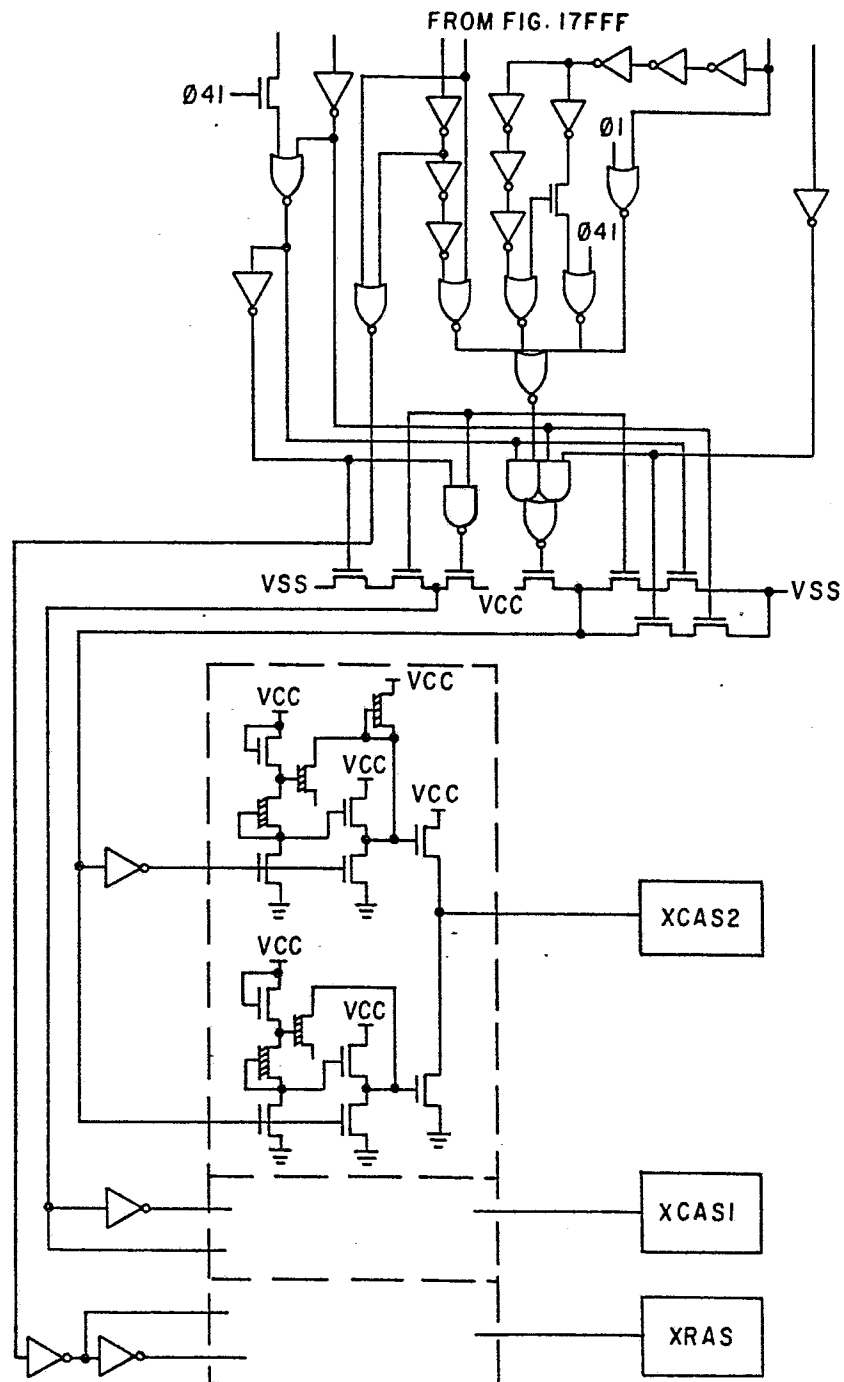 FROM FIG. 17FFF
Ø41
Ø1
Ø41
VSS
VCC
VSS
VCC
VCC
VCC
VCC
XCAS2
VCC
VCC
XCAS1
XRAS